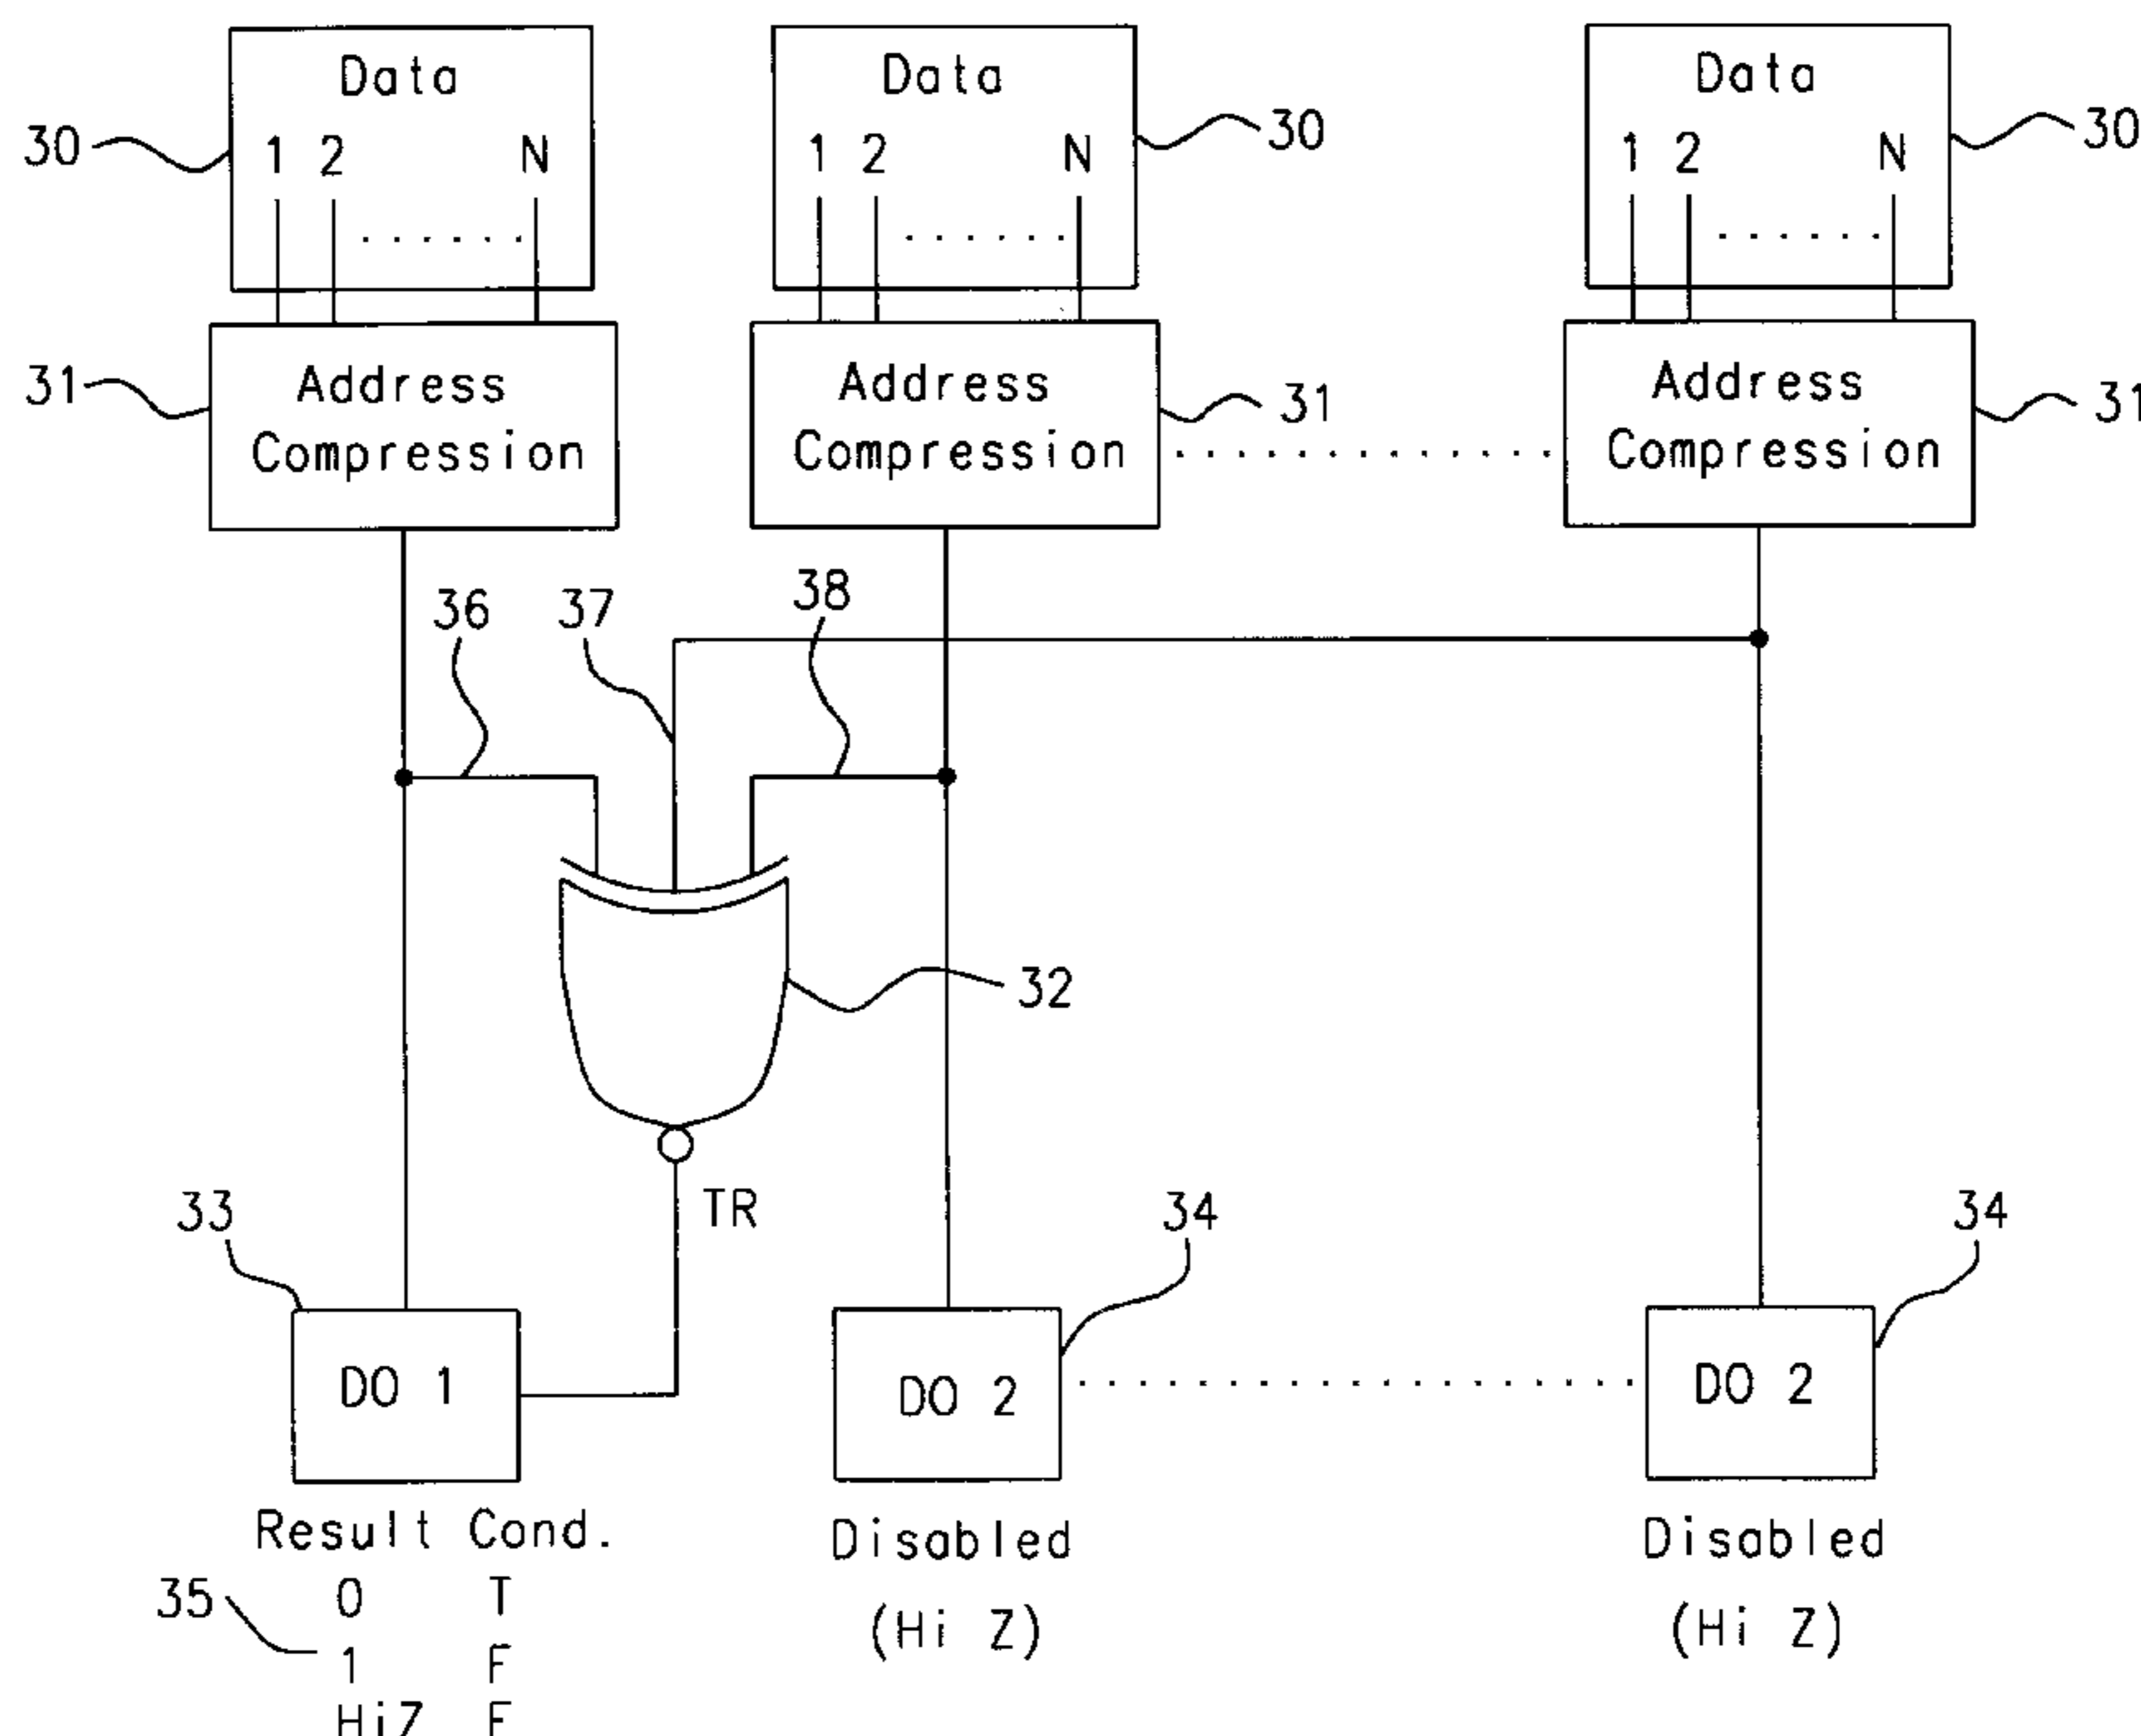 Data Data Data
30 1 2 N 1 2 N 30 1 2 N 30
31 Address Compression Address Compression 31 Address Compression 31
36 37 38
32
TR
33 34 34
DO 1 DO 2 DO 2
Result Cond. Disabled Disabled
35 0 T (Hi Z) (Hi Z)
1 F
HiZ F